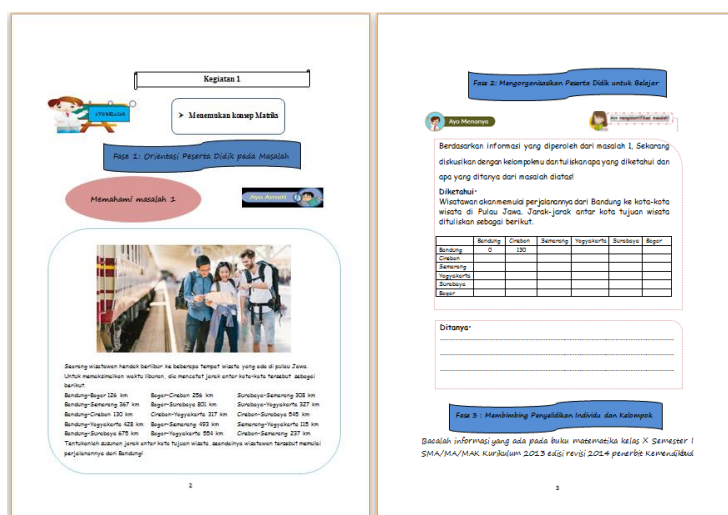 Kegiatan 1
AYO BELAJAR
➢ Menemukan konsep Matriks
Fase 1: Orientasi Peserta Didik pada Masalah
Memahami masalah 1
Ayo Amati
Seorang wisatawan hendak berlibur ke beberapa tempat wisata yang ada di pulau Jawa.
Untuk memaksimalkan waktu liburan, dia mencatat jarak antar kota-kota tersebut sebagai
berikut.
Bandung-Bogor 126 km Bogor-Cirebon 256 km Surabaya-Semarang 308 km
Bandung-Semarang 367 km Bogor-Surabaya 801 km Surabaya-Yogyakarta 327 km
Bandung-Cirebon 130 km Cirebon-Yogyakarta 317 km Cirebon-Surabaya 545 km
Bandung-Yogyakarta 428 km Bogor-Semarang 493 km Semarang-Yogyakarta 115 km
Bandung-Surabaya 675 km Bogor-Yogyakarta 554 km Cirebon-Semarang 237 km
Tentukanlah susunan jarak antar kota tujuan wisata, seandainya wisatawan tersebut memulai
perjalanannya dari Bandung!
2
Fase 2: Mengorganisasikan Peserta Didik untuk Belajar
Ayo Menanya
Ayo mengidentifikasi masalah!
Berdasarkan informasi yang diperoleh dari masalah 1, Sekarang
diskusikan dengan kelompokmu dan tuliskan apa yang diketahui dan
apa yang ditanya dari masalah diatas!
Diketahui:
Wisatawan akan memulai perjalanannya dari Bandung 1, ke kota-kota
wisata di Pulau Jawa. Jarak-jarak antar kota tujuan wisata
dituliskan sebagai berikut.
Bandung Cirebon Semarang Yogyakarta Surabaya Bogor
Bandung 0 130
Cirebon
Semarang
Yogyakarta
Surabaya
Bogor
Ditanya:
Fase 3 : Membimbing Penyelidikan Individu dan Kelompok
Bacalah informasi yang ada pada buku matematika kelas X Semester 1
SMA/MA/MAK Kurikulum 2013 edisi revisi 2014 penerbit Kemendikbud
3